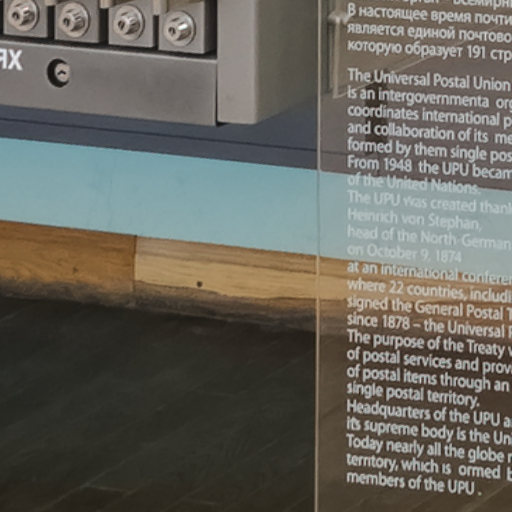 ЯХ
В настоящее время почти
является единой почтово
которую образует 191 стр
The Universal Postal Union
is an intergovernmenta org
coordinates international p
and collaboration of its me
formed by them single pos
From 1948 the UPU becam
of the United Nations.
The UPU was created thank
Heinrich von Stephan,
head of the North-German
on October 9, 1874
at an international conferen
where 22 countries, includi
signed the General Postal T
since 1878 – the Universal P
The purpose of the Treaty w
of postal services and prov
of postal items through an
single postal territory.
Headquarters of the UPU a
its supreme body is the Uni
Today nearly all the globe r
territory, which is ormed b
members of the UPU .